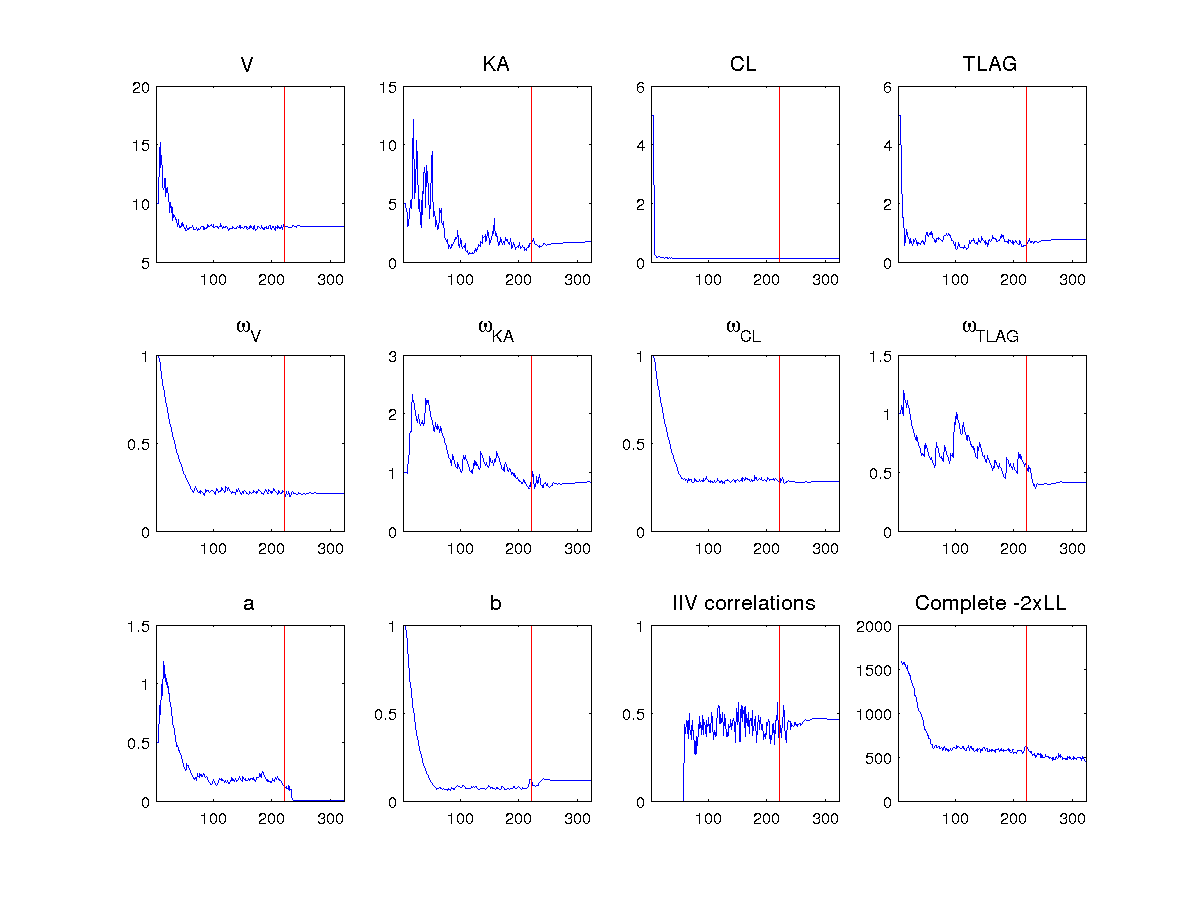 V KA CL TLAG
20 15 6 6
15 10 4 4
10 5 2 2
5 0 0 0
100 200 300 100 200 300 100 200 300 100 200 300
ωV ωKA ωCL ωTLAG
1 3 1 1.5
0.5 2 0.5 1
0 1 0 0.5
0 0
100 200 300 100 200 300 100 200 300 100 200 300
a b IIV correlations Complete -2xLL
1.5 1 1 2000
1 0.5 0.5 1500
0.5 0 0 1000
0 500
0
100 200 300 100 200 300 100 200 300 100 200 300